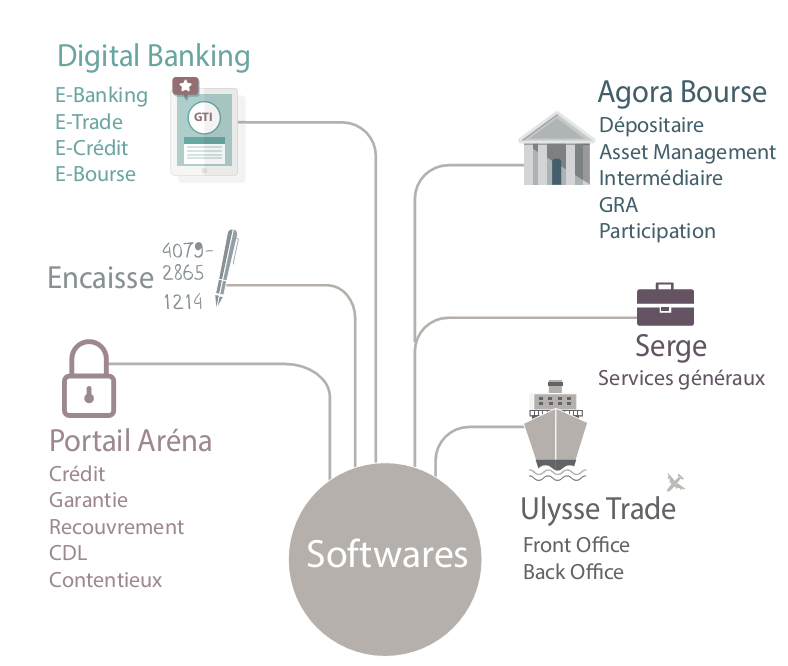 Digital Banking
E-Banking
E-Trade
E-Crédit
E-Bourse
GTI
Agora Bourse
Dépositaire
Asset Management
Intermédiaire
GRA
Participation
Encaisse
4079-
2865
1214
Serge
Services généraux
Portail Aréna
Crédit
Garantie
Recouvrement
CDL
Contentieux
Ulysse Trade
Front Office
Back Office
Softwares